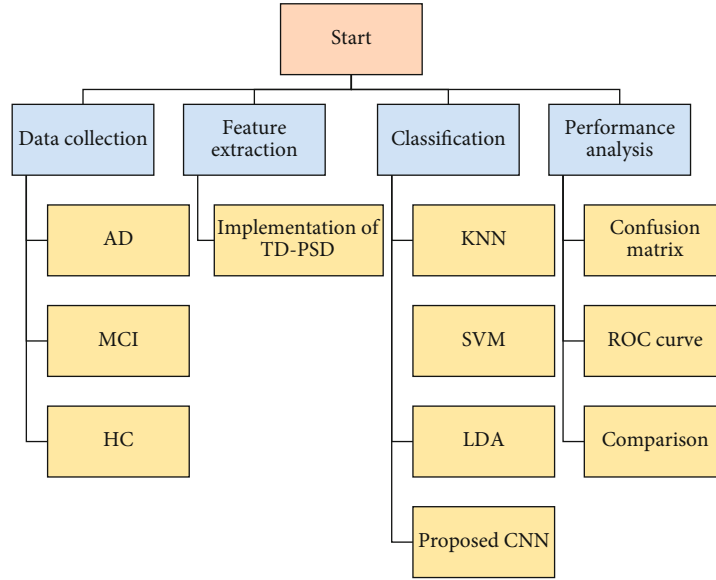 Start
Data collection
Feature
extraction
Classification
Performance
analysis
AD
MCI
HC
Implementation of
TD-PSD
KNN
SVM
LDA
Proposed CNN
Confusion
matrix
ROC curve
Comparison